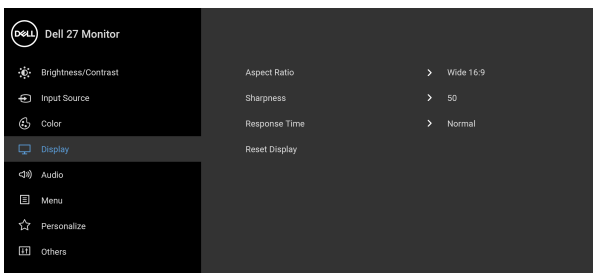 DELL Dell 27 Monitor
Brightness/Contrast
Aspect Ratio Wide 16:9
Input Source
Sharpness 50
Color
Response Time Normal
Display
Reset Display
Audio
Menu
Personalize
Others